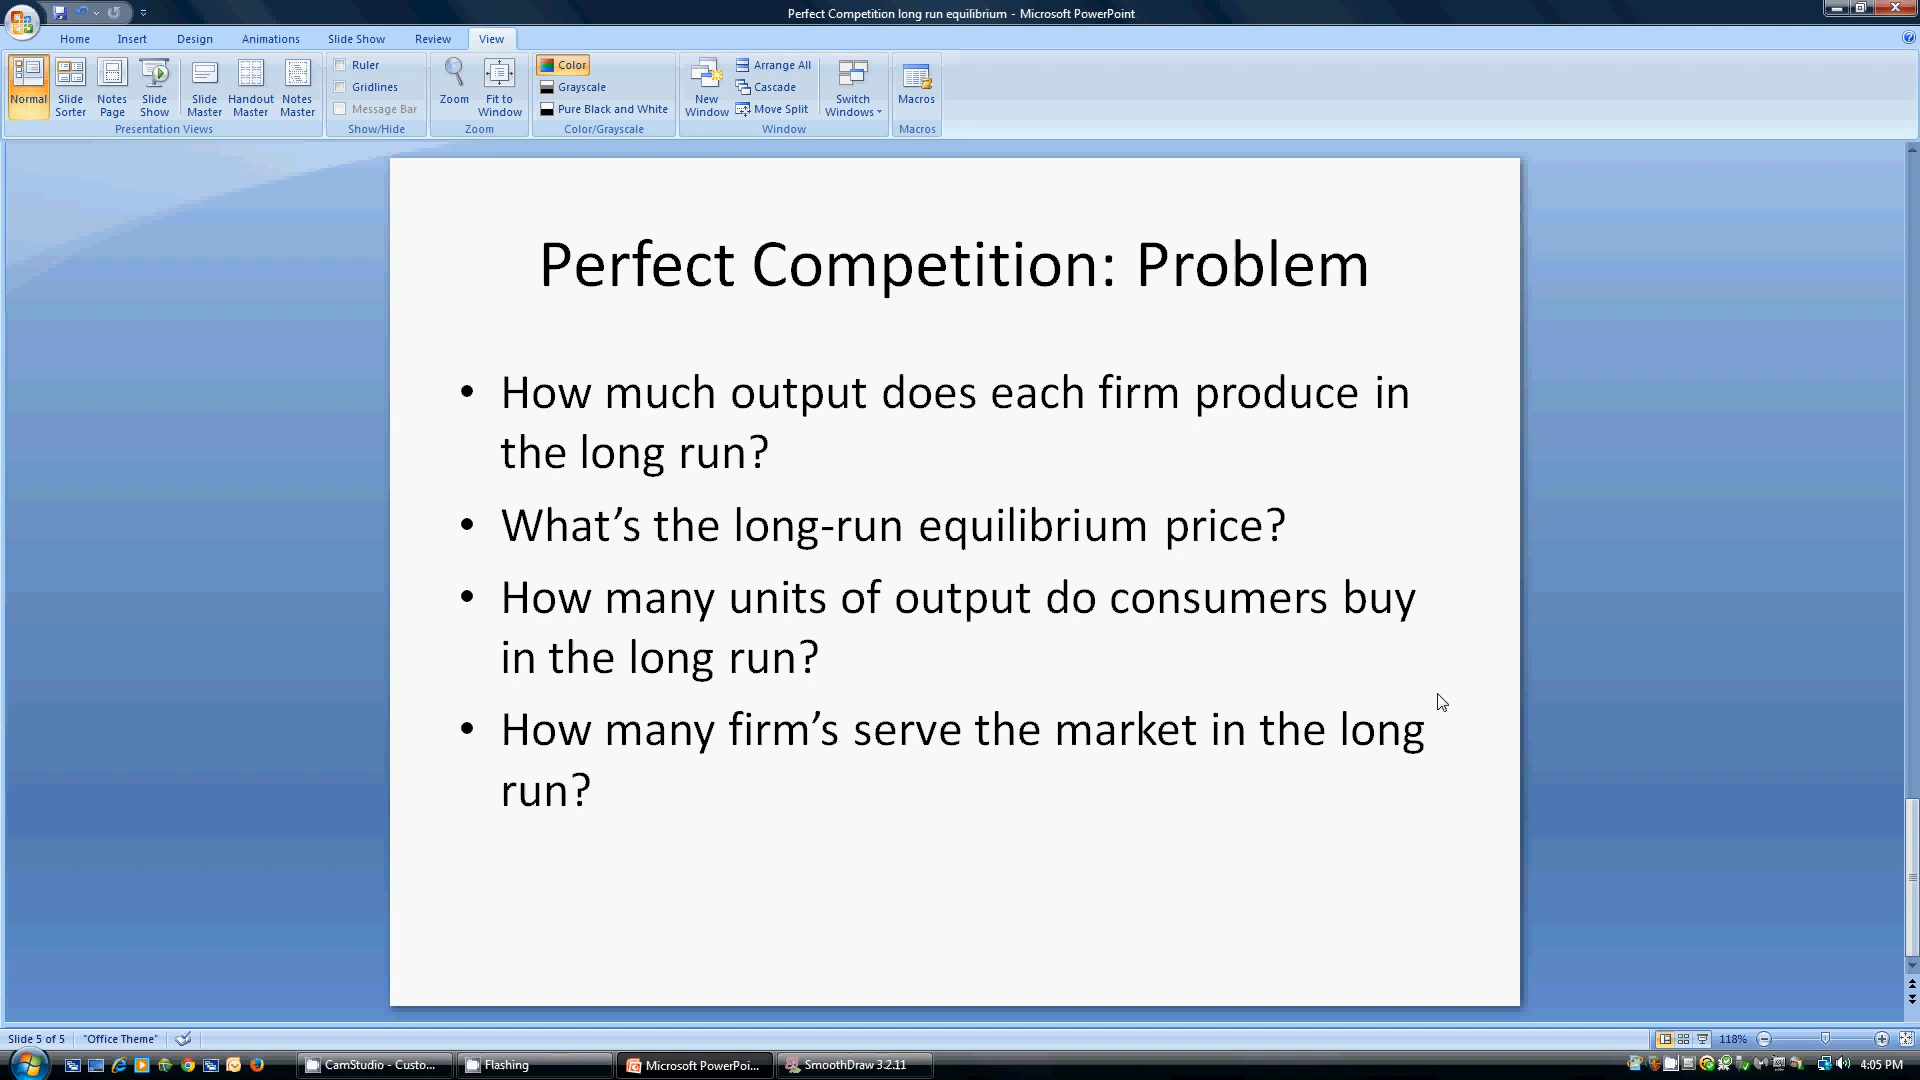 Perfect Competition long run equilibrium - Microsoft PowerPoint
Home Insert Design Animations Slide Show Review View
Normal Slide Sorter Notes Page Slide Show Slide Master Handout Master Notes Master
Presentation Views
Ruler
Gridlines
Message Bar
Show/Hide
Zoom Fit to Window
Zoom
Color
Grayscale
Pure Black and White
Color/Grayscale
New Window
Arrange All
Cascade
Move Split
Switch Windows
Window
Macros
Macros
Perfect Competition: Problem
• How much output does each firm produce in
the long run?
• What’s the long-run equilibrium price?
• How many units of output do consumers buy
in the long run?
• How many firm’s serve the market in the long
run?
Slide 5 of 5 "Office Theme" 118%
CamStudio - Custo... Flashing Microsoft PowerPoi... SmoothDraw 3.2.11 4:05 PM